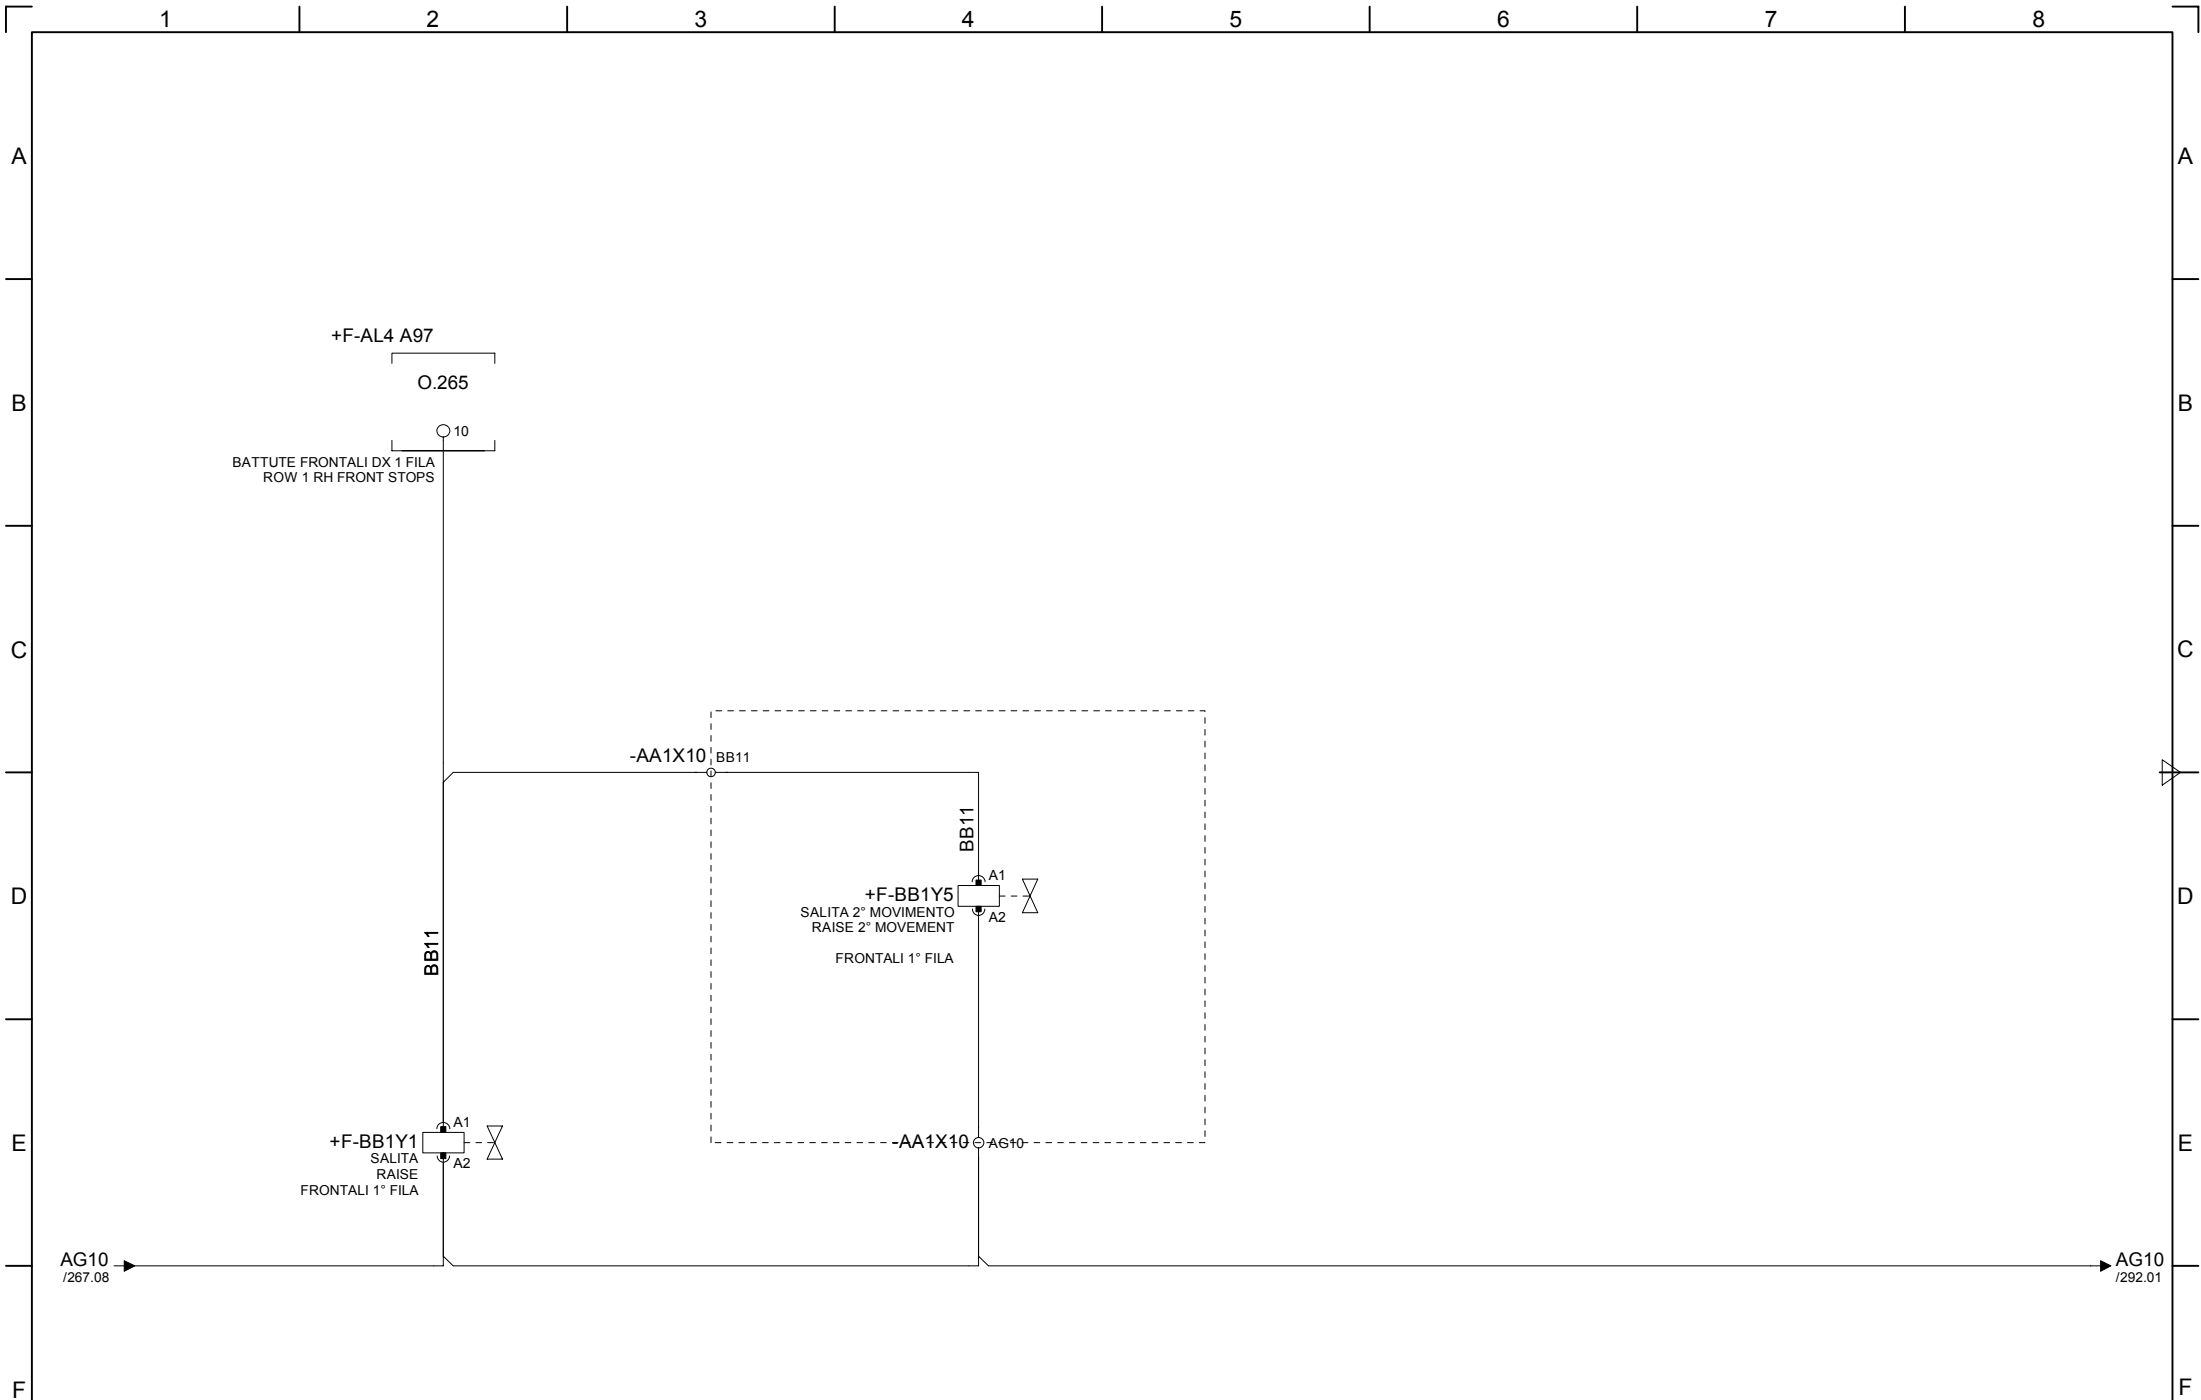 1 2 3 4 5 6 7 8
A A
+F-AL4 A97
O.265
B B
10
BATTUTE FRONTALI DX 1 FILA
ROW 1 RH FRONT STOPS
C C
-AA1X10 BB11
BB11
A1
+F-BB1Y5
D D
SALITA 2° MOVIMENTO
A2
RAISE 2° MOVEMENT
BB11
FRONTALI 1° FILA
A1
+F-BB1Y1
-AA1X10 AG10
E E
SALITA
A2
RAISE
FRONTALI 1° FILA
AG10
/267.08
AG10
/292.01
F F